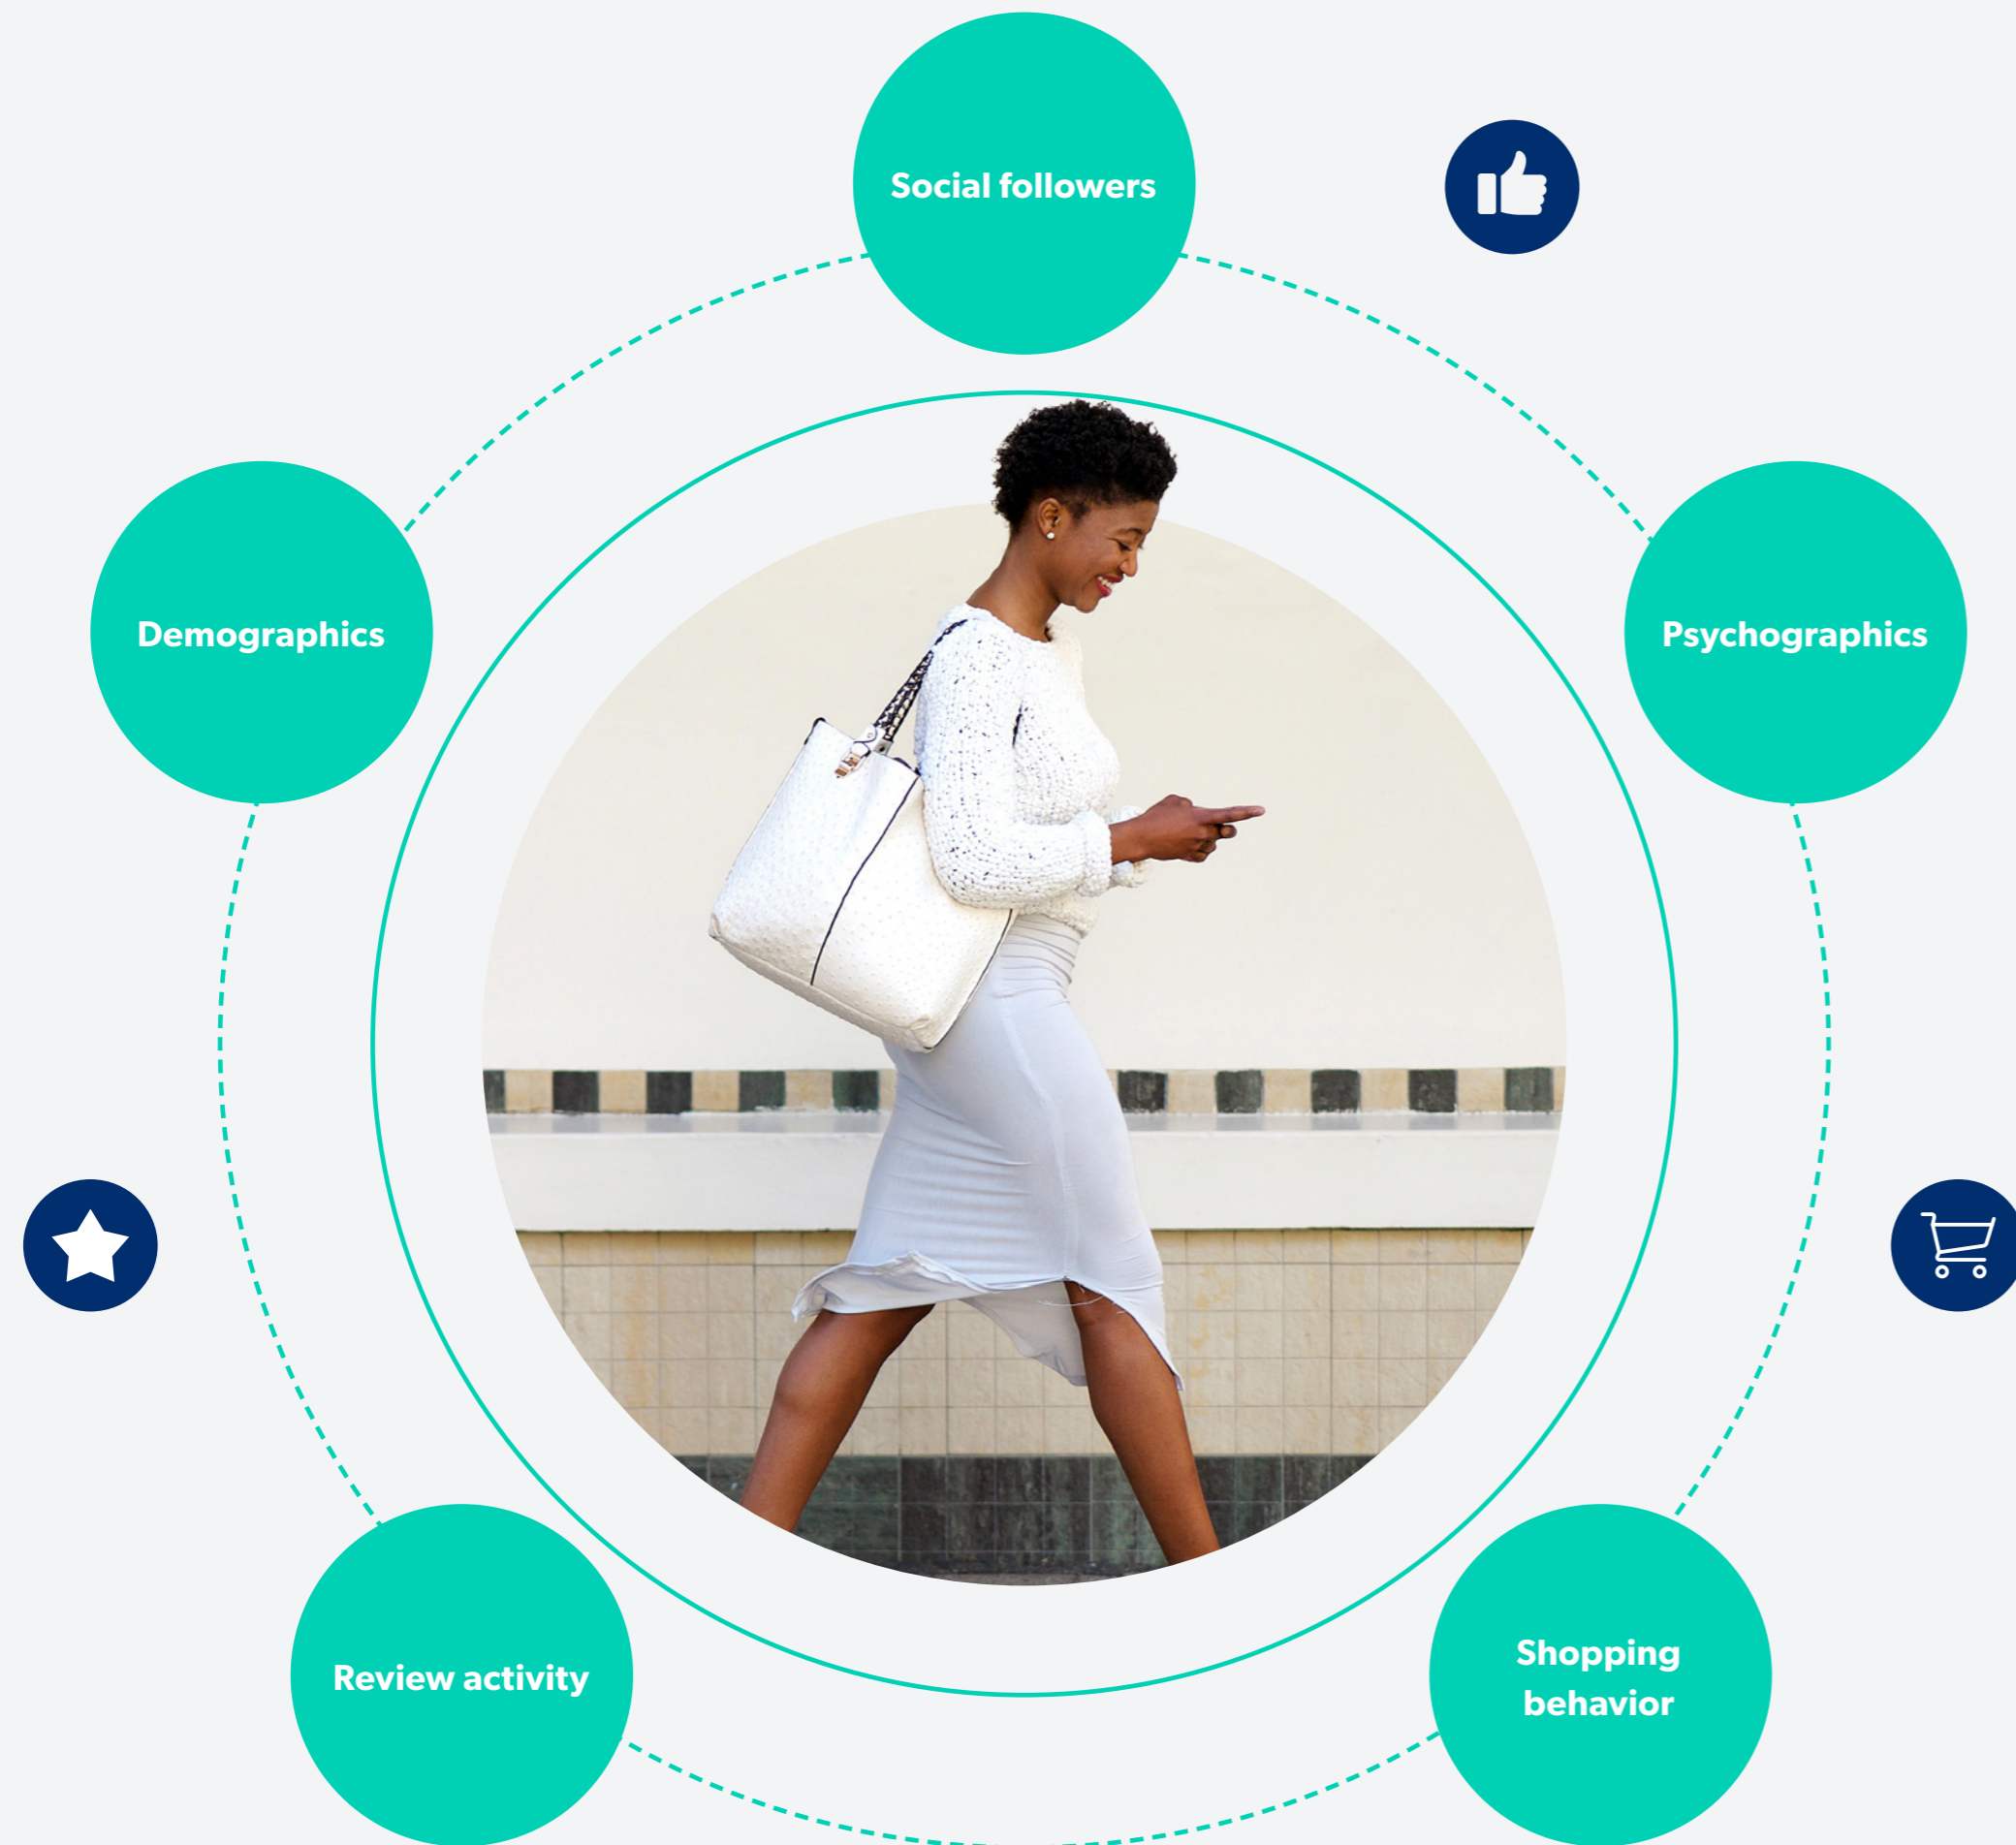 Social followers
Demographics
Psychographics
Review activity
Shopping
behavior